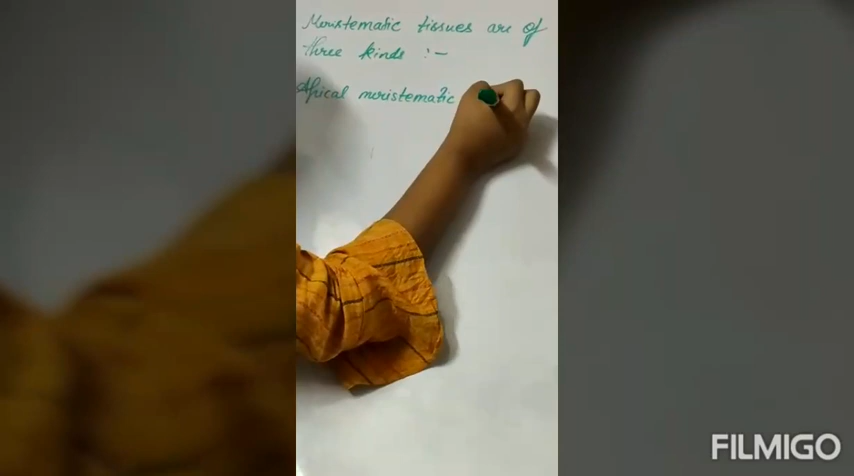 Meristematic tissues are of
three kinds :-
Apical meristematic
FILMIGO